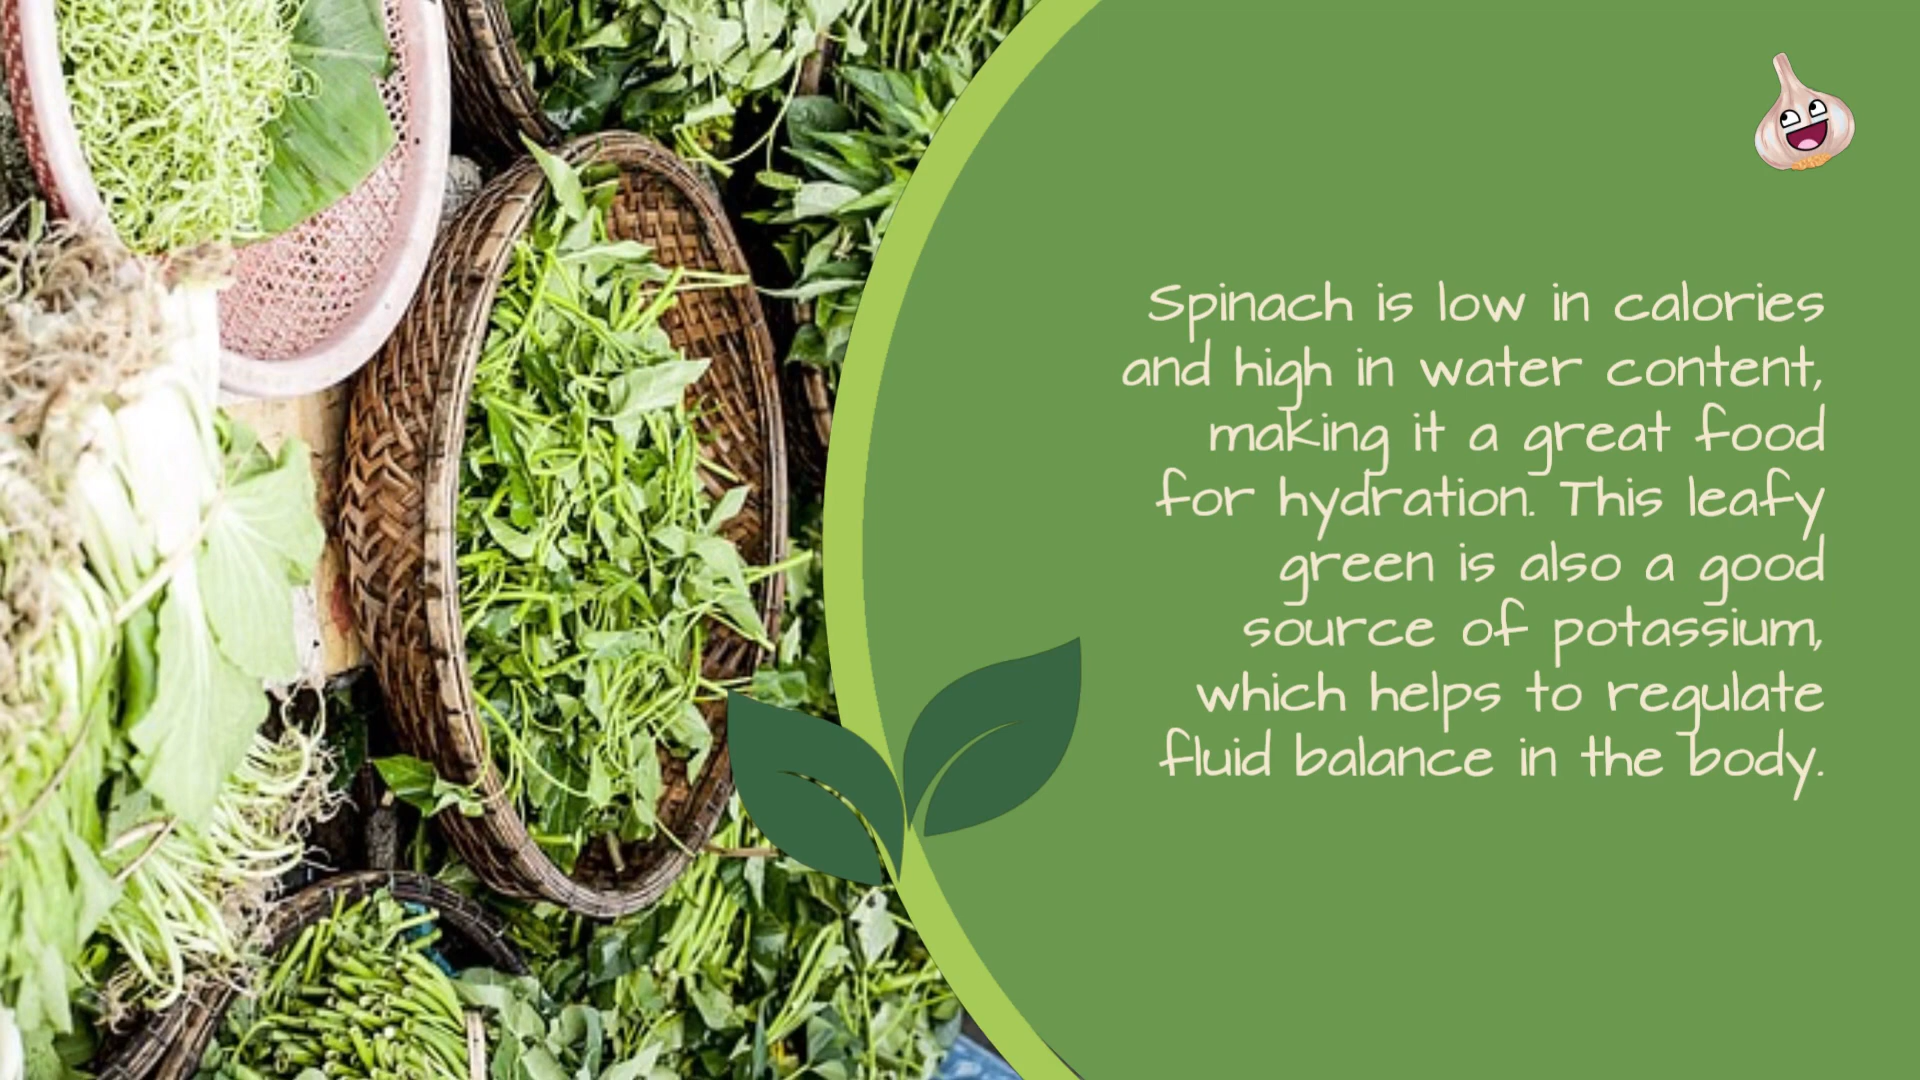 Spinach is low in calories
and high in water content,
making it a great food
for hydration. This leafy
green is also a good
source of potassium,
which helps to regulate
fluid balance in the body.